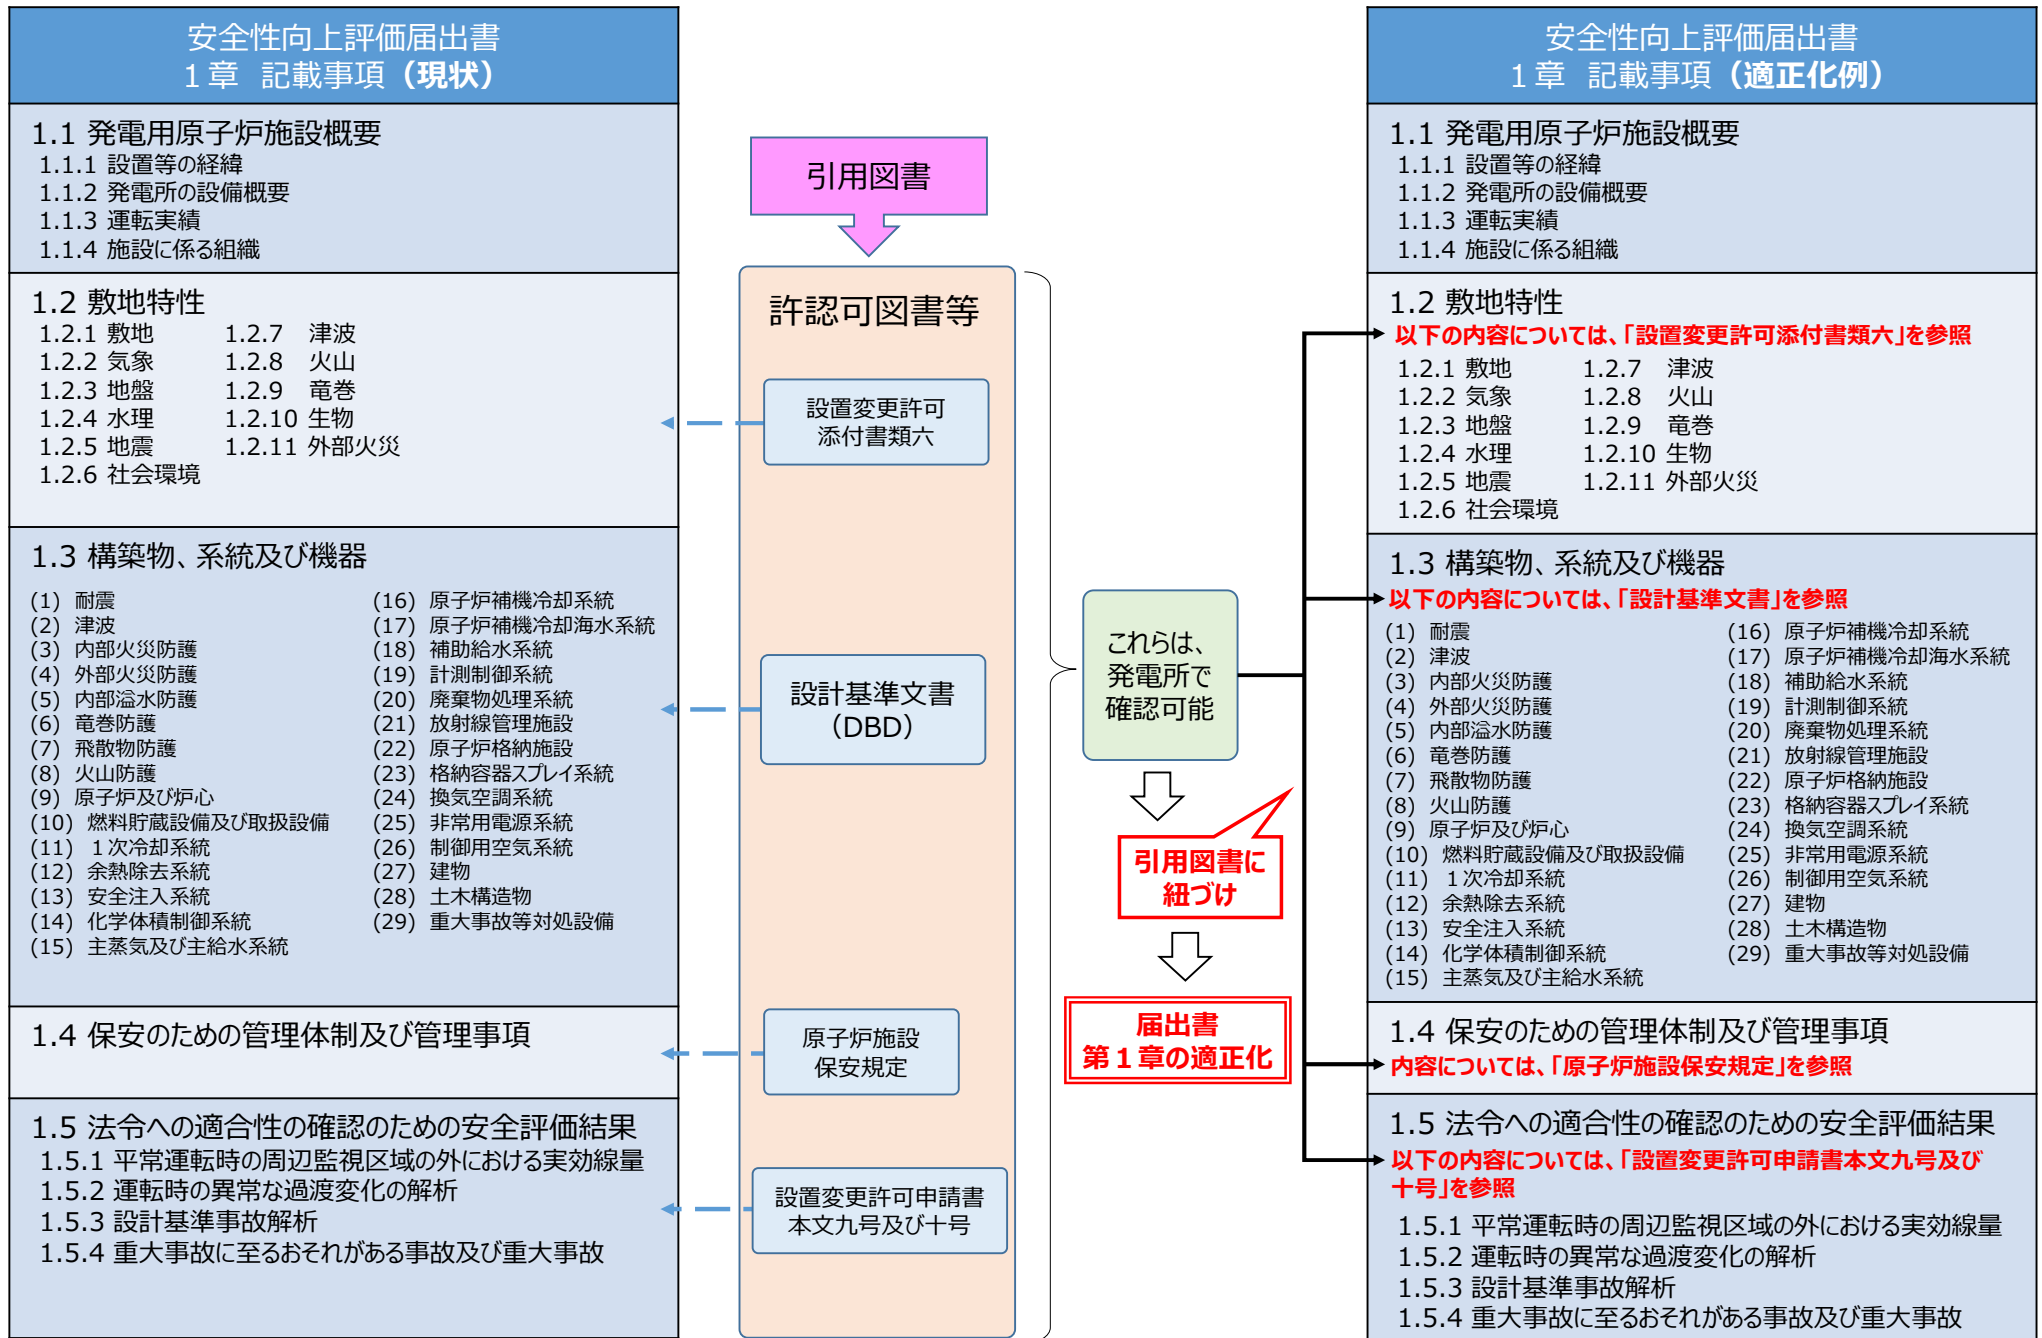 安全性向上評価届出書
１章 記載事項（現状）
1.1 発電用原子炉施設概要
1.1.1 設置等の経緯
1.1.2 発電所の設備概要
1.1.3 運転実績
1.1.4 施設に係る組織
1.2 敷地特性
1.2.1 敷地 1.2.7 津波
1.2.2 気象 1.2.8 火山
1.2.3 地盤 1.2.9 竜巻
1.2.4 水理 1.2.10 生物
1.2.5 地震 1.2.11 外部火災
1.2.6 社会環境
1.3 構築物、系統及び機器
(1) 耐震
(2) 津波
(3) 内部火災防護
(4) 外部火災防護
(5) 内部溢水防護
(6) 竜巻防護
(7) 飛散物防護
(8) 火山防護
(9) 原子炉及び炉心
(10) 燃料貯蔵設備及び取扱設備
(11) １次冷却系統
(12) 余熱除去系統
(13) 安全注入系統
(14) 化学体積制御系統
(15) 主蒸気及び主給水系統
(16) 原子炉補機冷却系統
(17) 原子炉補機冷却海水系統
(18) 補助給水系統
(19) 計測制御系統
(20) 廃棄物処理系統
(21) 放射線管理施設
(22) 原子炉格納施設
(23) 格納容器スプレイ系統
(24) 換気空調系統
(25) 非常用電源系統
(26) 制御用空気系統
(27) 建物
(28) 土木構造物
(29) 重大事故等対処設備
1.4 保安のための管理体制及び管理事項
1.5 法令への適合性の確認のための安全評価結果
1.5.1 平常運転時の周辺監視区域の外における実効線量
1.5.2 運転時の異常な過渡変化の解析
1.5.3 設計基準事故解析
1.5.4 重大事故に至るおそれがある事故及び重大事故
引用図書
許認可図書等
設置変更許可
添付書類六
設計基準文書
（DBD）
原子炉施設
保安規定
設置変更許可申請書
本文九号及び十号
これらは、
発電所で
確認可能
引用図書に
紐づけ
届出書
第１章の適正化
安全性向上評価届出書
１章 記載事項（適正化例）
1.1 発電用原子炉施設概要
1.1.1 設置等の経緯
1.1.2 発電所の設備概要
1.1.3 運転実績
1.1.4 施設に係る組織
1.2 敷地特性
以下の内容については、「設置変更許可添付書類六」を参照
1.2.1 敷地 1.2.7 津波
1.2.2 気象 1.2.8 火山
1.2.3 地盤 1.2.9 竜巻
1.2.4 水理 1.2.10 生物
1.2.5 地震 1.2.11 外部火災
1.2.6 社会環境
1.3 構築物、系統及び機器
以下の内容については、「設計基準文書」を参照
(1) 耐震
(2) 津波
(3) 内部火災防護
(4) 外部火災防護
(5) 内部溢水防護
(6) 竜巻防護
(7) 飛散物防護
(8) 火山防護
(9) 原子炉及び炉心
(10) 燃料貯蔵設備及び取扱設備
(11) １次冷却系統
(12) 余熱除去系統
(13) 安全注入系統
(14) 化学体積制御系統
(15) 主蒸気及び主給水系統
(16) 原子炉補機冷却系統
(17) 原子炉補機冷却海水系統
(18) 補助給水系統
(19) 計測制御系統
(20) 廃棄物処理系統
(21) 放射線管理施設
(22) 原子炉格納施設
(23) 格納容器スプレイ系統
(24) 換気空調系統
(25) 非常用電源系統
(26) 制御用空気系統
(27) 建物
(28) 土木構造物
(29) 重大事故等対処設備
1.4 保安のための管理体制及び管理事項
内容については、「原子炉施設保安規定」を参照
1.5 法令への適合性の確認のための安全評価結果
以下の内容については、「設置変更許可申請書本文九号及び
十号」を参照
1.5.1 平常運転時の周辺監視区域の外における実効線量
1.5.2 運転時の異常な過渡変化の解析
1.5.3 設計基準事故解析
1.5.4 重大事故に至るおそれがある事故及び重大事故